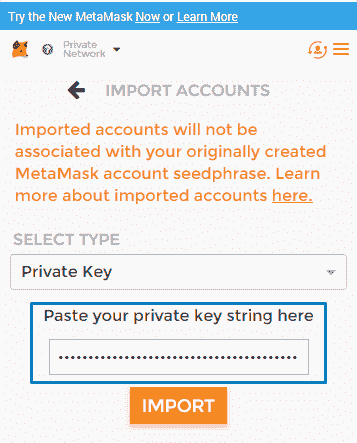 Try the New MetaMask Now or Learn More
Private
Network
IMPORT ACCOUNTS
Imported accounts will not be
associated with your originally created
MetaMask account seedphrase. Learn
more about imported accounts here.
SELECT TYPE
Private Key
Paste your private key string here
IMPORT